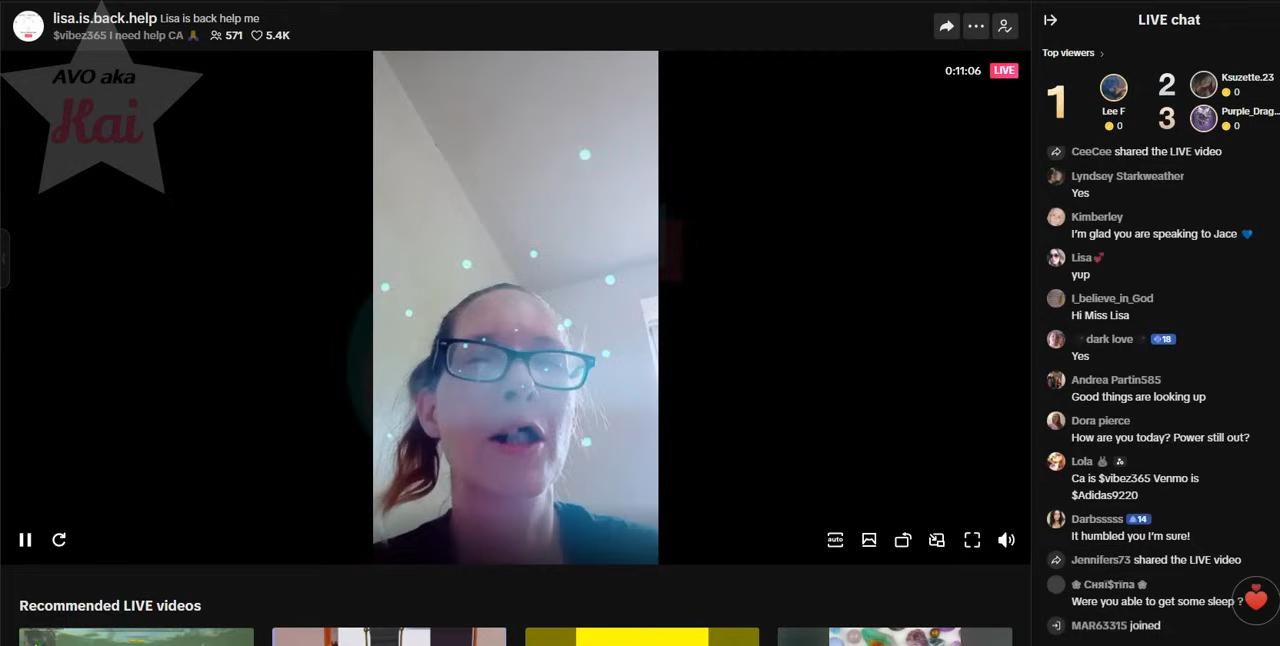 lisa.is.back.help Lisa is back help me
$vibez365 I need help CA 571 5.4K
AVO aka
Kai
0:11:06 LIVE
auto
Recommended LIVE videos
LIVE chat
Top viewers
1 Lee F 0
2 Ksuzette.23 0
3 Purple_Drag... 0
CeeCee shared the LIVE video
Lyndsey Starkweather
Yes
Kimberley
I'm glad you are speaking to Jace 💙
Lisa💕
yup
I_believe_in_God
Hi Miss Lisa
dark love 18
Yes
Andrea Partin585
Good things are looking up
Dora pierce
How are you today? Power still out?
Lola
Ca is $vibez365 Venmo is
$Adidas9220
Darbsssss 14
It humbled you I'm sure!
Jennifers73 shared the LIVE video
❀ Cʜʀi$тïпa ❀
Were you able to get some sleep ?
MAR63315 joined